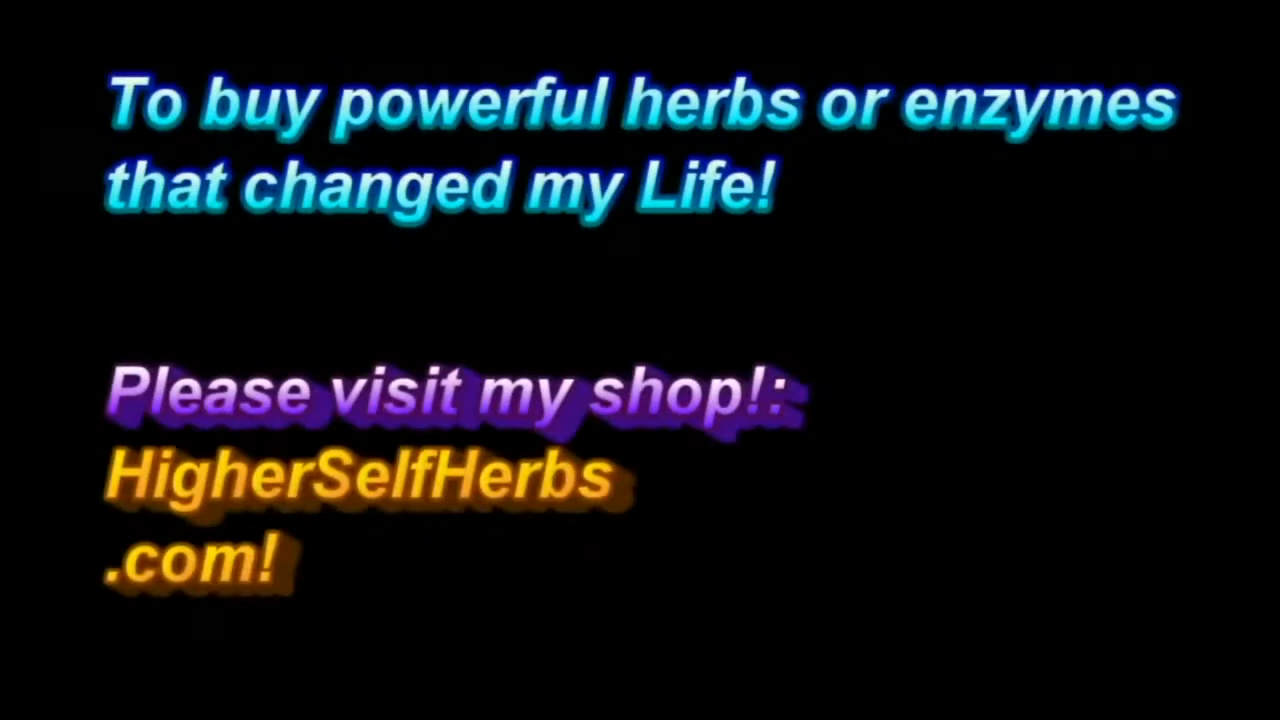 To buy powerful herbs or enzymes
that changed my Life!
Please visit my shop!:
HigherSelfHerbs
.com!